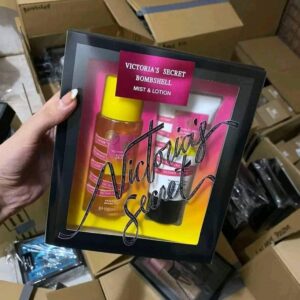 VICTORIA'S SECRET
BOMBSHELL
MIST & LOTION
Victoria's
Secret